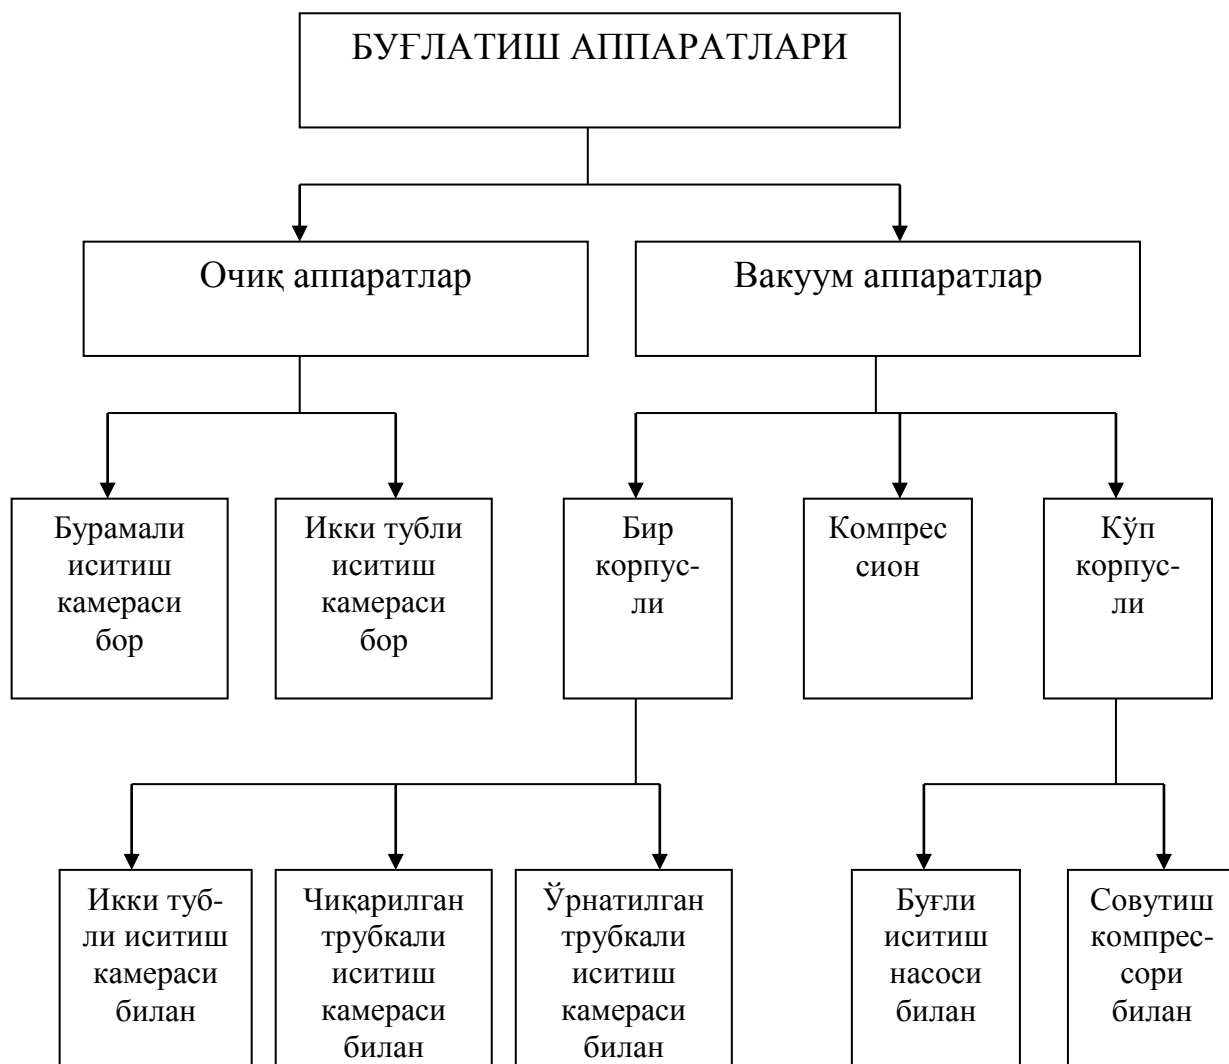 БУҒЛАТИШ АППАРАТЛАРИ
Очиқ аппаратлар
Вакуум аппаратлар
Бурамали
иситиш
камераси
бор
Икки тубли
иситиш
камераси
бор
Бир
корпус-
ли
Компрес
сион
Кўп
корпус-
ли
Икки туб-
ли иситиш
камераси
билан
Чиқарилган
трубкали
иситиш
камераси
билан
Ўрнатилган
трубкали
иситиш
камераси
билан
Буғли
иситиш
насоси
билан
Совутиш
компрес-
сори
билан